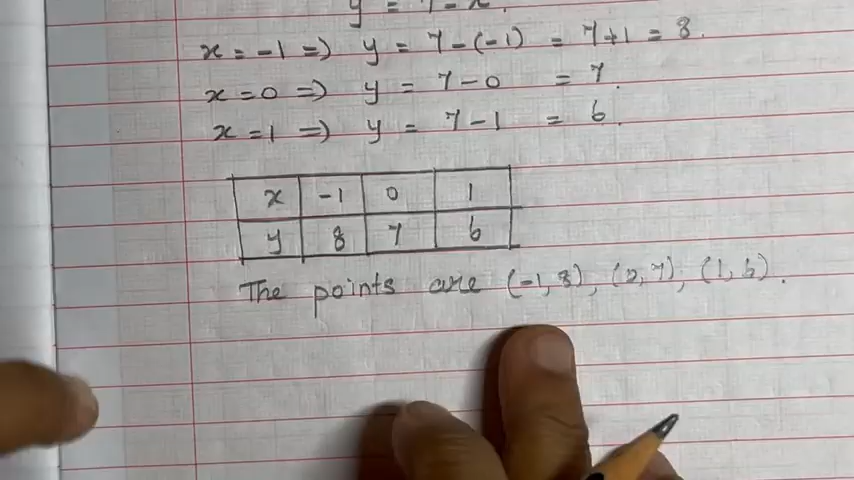 y = 7 - x.
x = -1 => y = 7 - (-1) = 7+1 = 8.
x = 0 => y = 7 - 0 = 7.
x = 1 => y = 7 - 1 = 6.
x -1 0 1
y 8 7 6
The points are (-1,8), (0,7), (1,6).